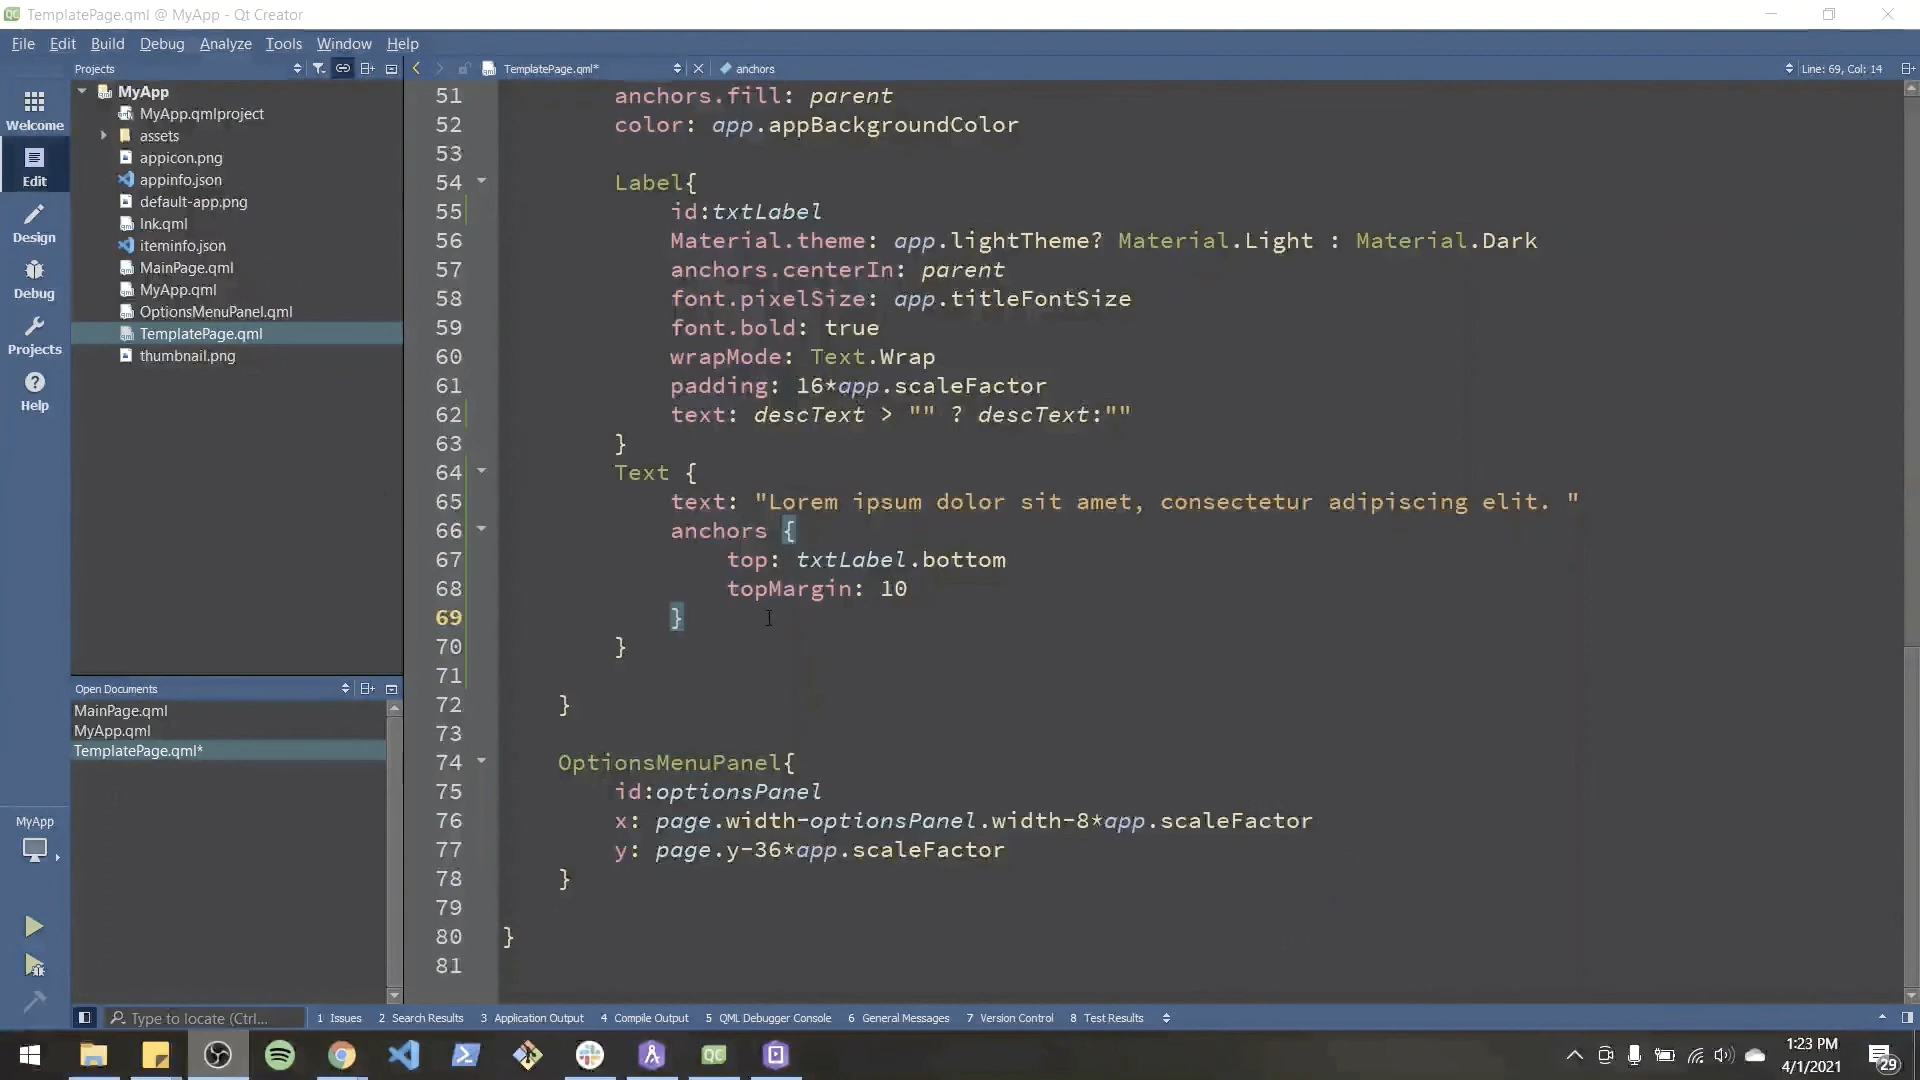 TemplatePage.qml @ MyApp - Qt Creator
File Edit Build Debug Analyze Tools Window Help
Projects
TemplatePage.qml*
anchors
Line: 69, Col: 14
Welcome
Edit
Design
Debug
Projects
Help
MyApp
MyApp.qmlproject
assets
appicon.png
appinfo.json
default-app.png
Ink.qml
iteminfo.json
MainPage.qml
MyApp.qml
OptionsMenuPanel.qml
TemplatePage.qml
thumbnail.png
Open Documents
MainPage.qml
MyApp.qml
TemplatePage.qml*
MyApp
51 anchors.fill: parent
52 color: app.appBackgroundColor
53
54 Label{
55 id:txtLabel
56 Material.theme: app.lightTheme? Material.Light : Material.Dark
57 anchors.centerIn: parent
58 font.pixelSize: app.titleFontSize
59 font.bold: true
60 wrapMode: Text.Wrap
61 padding: 16*app.scaleFactor
62 text: descText > "" ? descText:""
63 }
64 Text {
65 text: "Lorem ipsum dolor sit amet, consectetur adipiscing elit. "
66 anchors {
67 top: txtLabel.bottom
68 topMargin: 10
69 }
70 }
71
72 }
73
74 OptionsMenuPanel{
75 id:optionsPanel
76 x: page.width-optionsPanel.width-8*app.scaleFactor
77 y: page.y-36*app.scaleFactor
78 }
79
80 }
81
Type to locate (Ctrl...
1 Issues 2 Search Results 3 Application Output 4 Compile Output 5 QML Debugger Console 6 General Messages 7 Version Control 8 Test Results
1:23 PM
4/1/2021
29